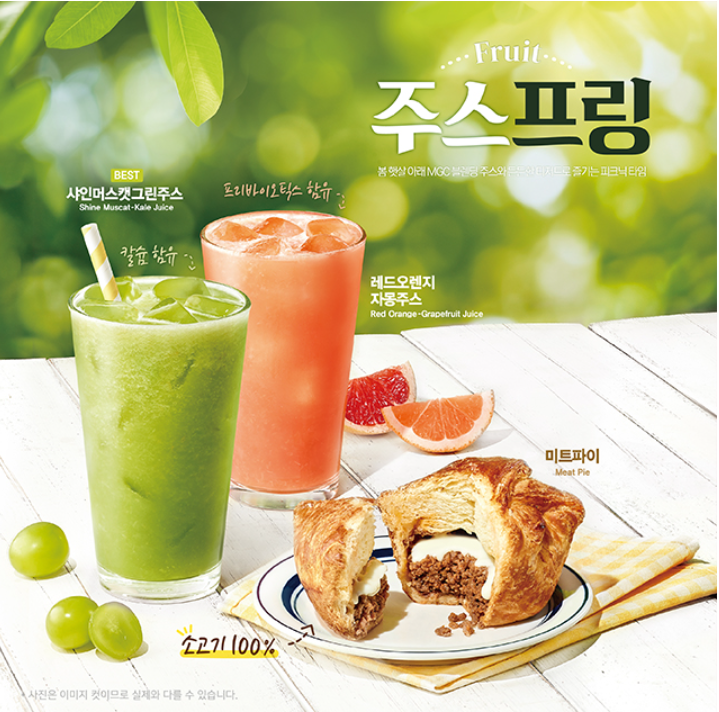 Fruit
주스프링
봄 햇살 아래 MGC 블렌딩 주스와 즐기는 피크닉 타임
BEST
샤인머스캣그린주스
Shine Muscat-Kale Juice
프리바이오틱스 함유
칼슘 함유
레드오렌지
자몽주스
Red Orange-Grapefruit Juice
미트파이
Meat Pie
소고기 100%
* 사진은 이미지 컷이므로 실제와 다를 수 있습니다.